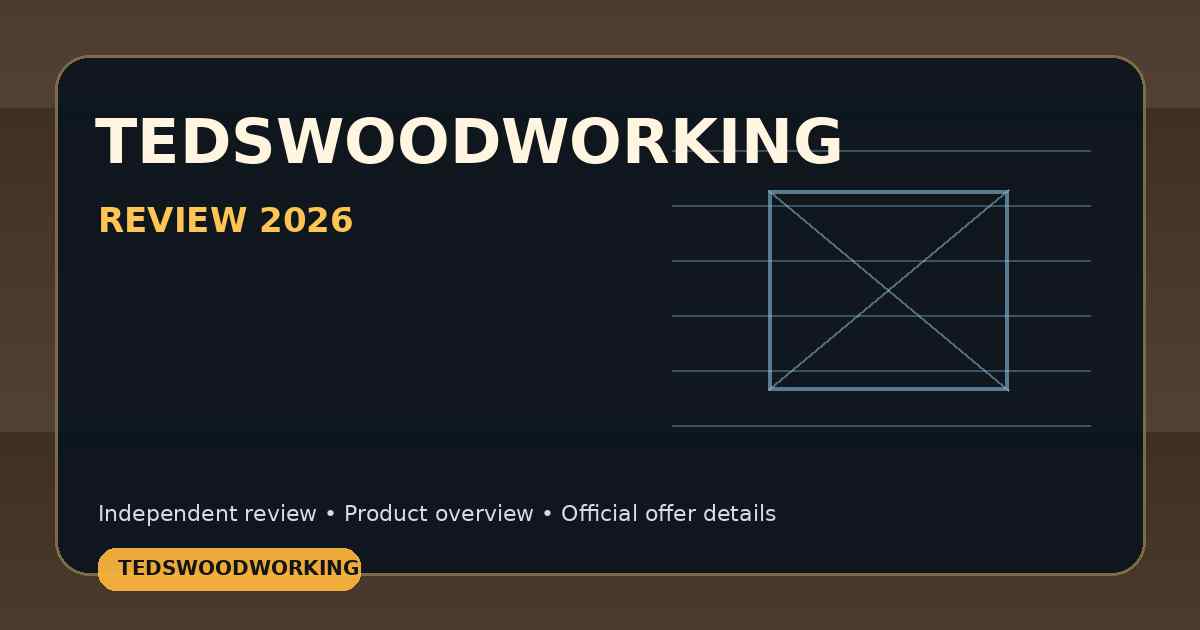 TEDSWOODWORKING
REVIEW 2026
Independent review • Product overview • Official offer details
TEDSWOODWORKING